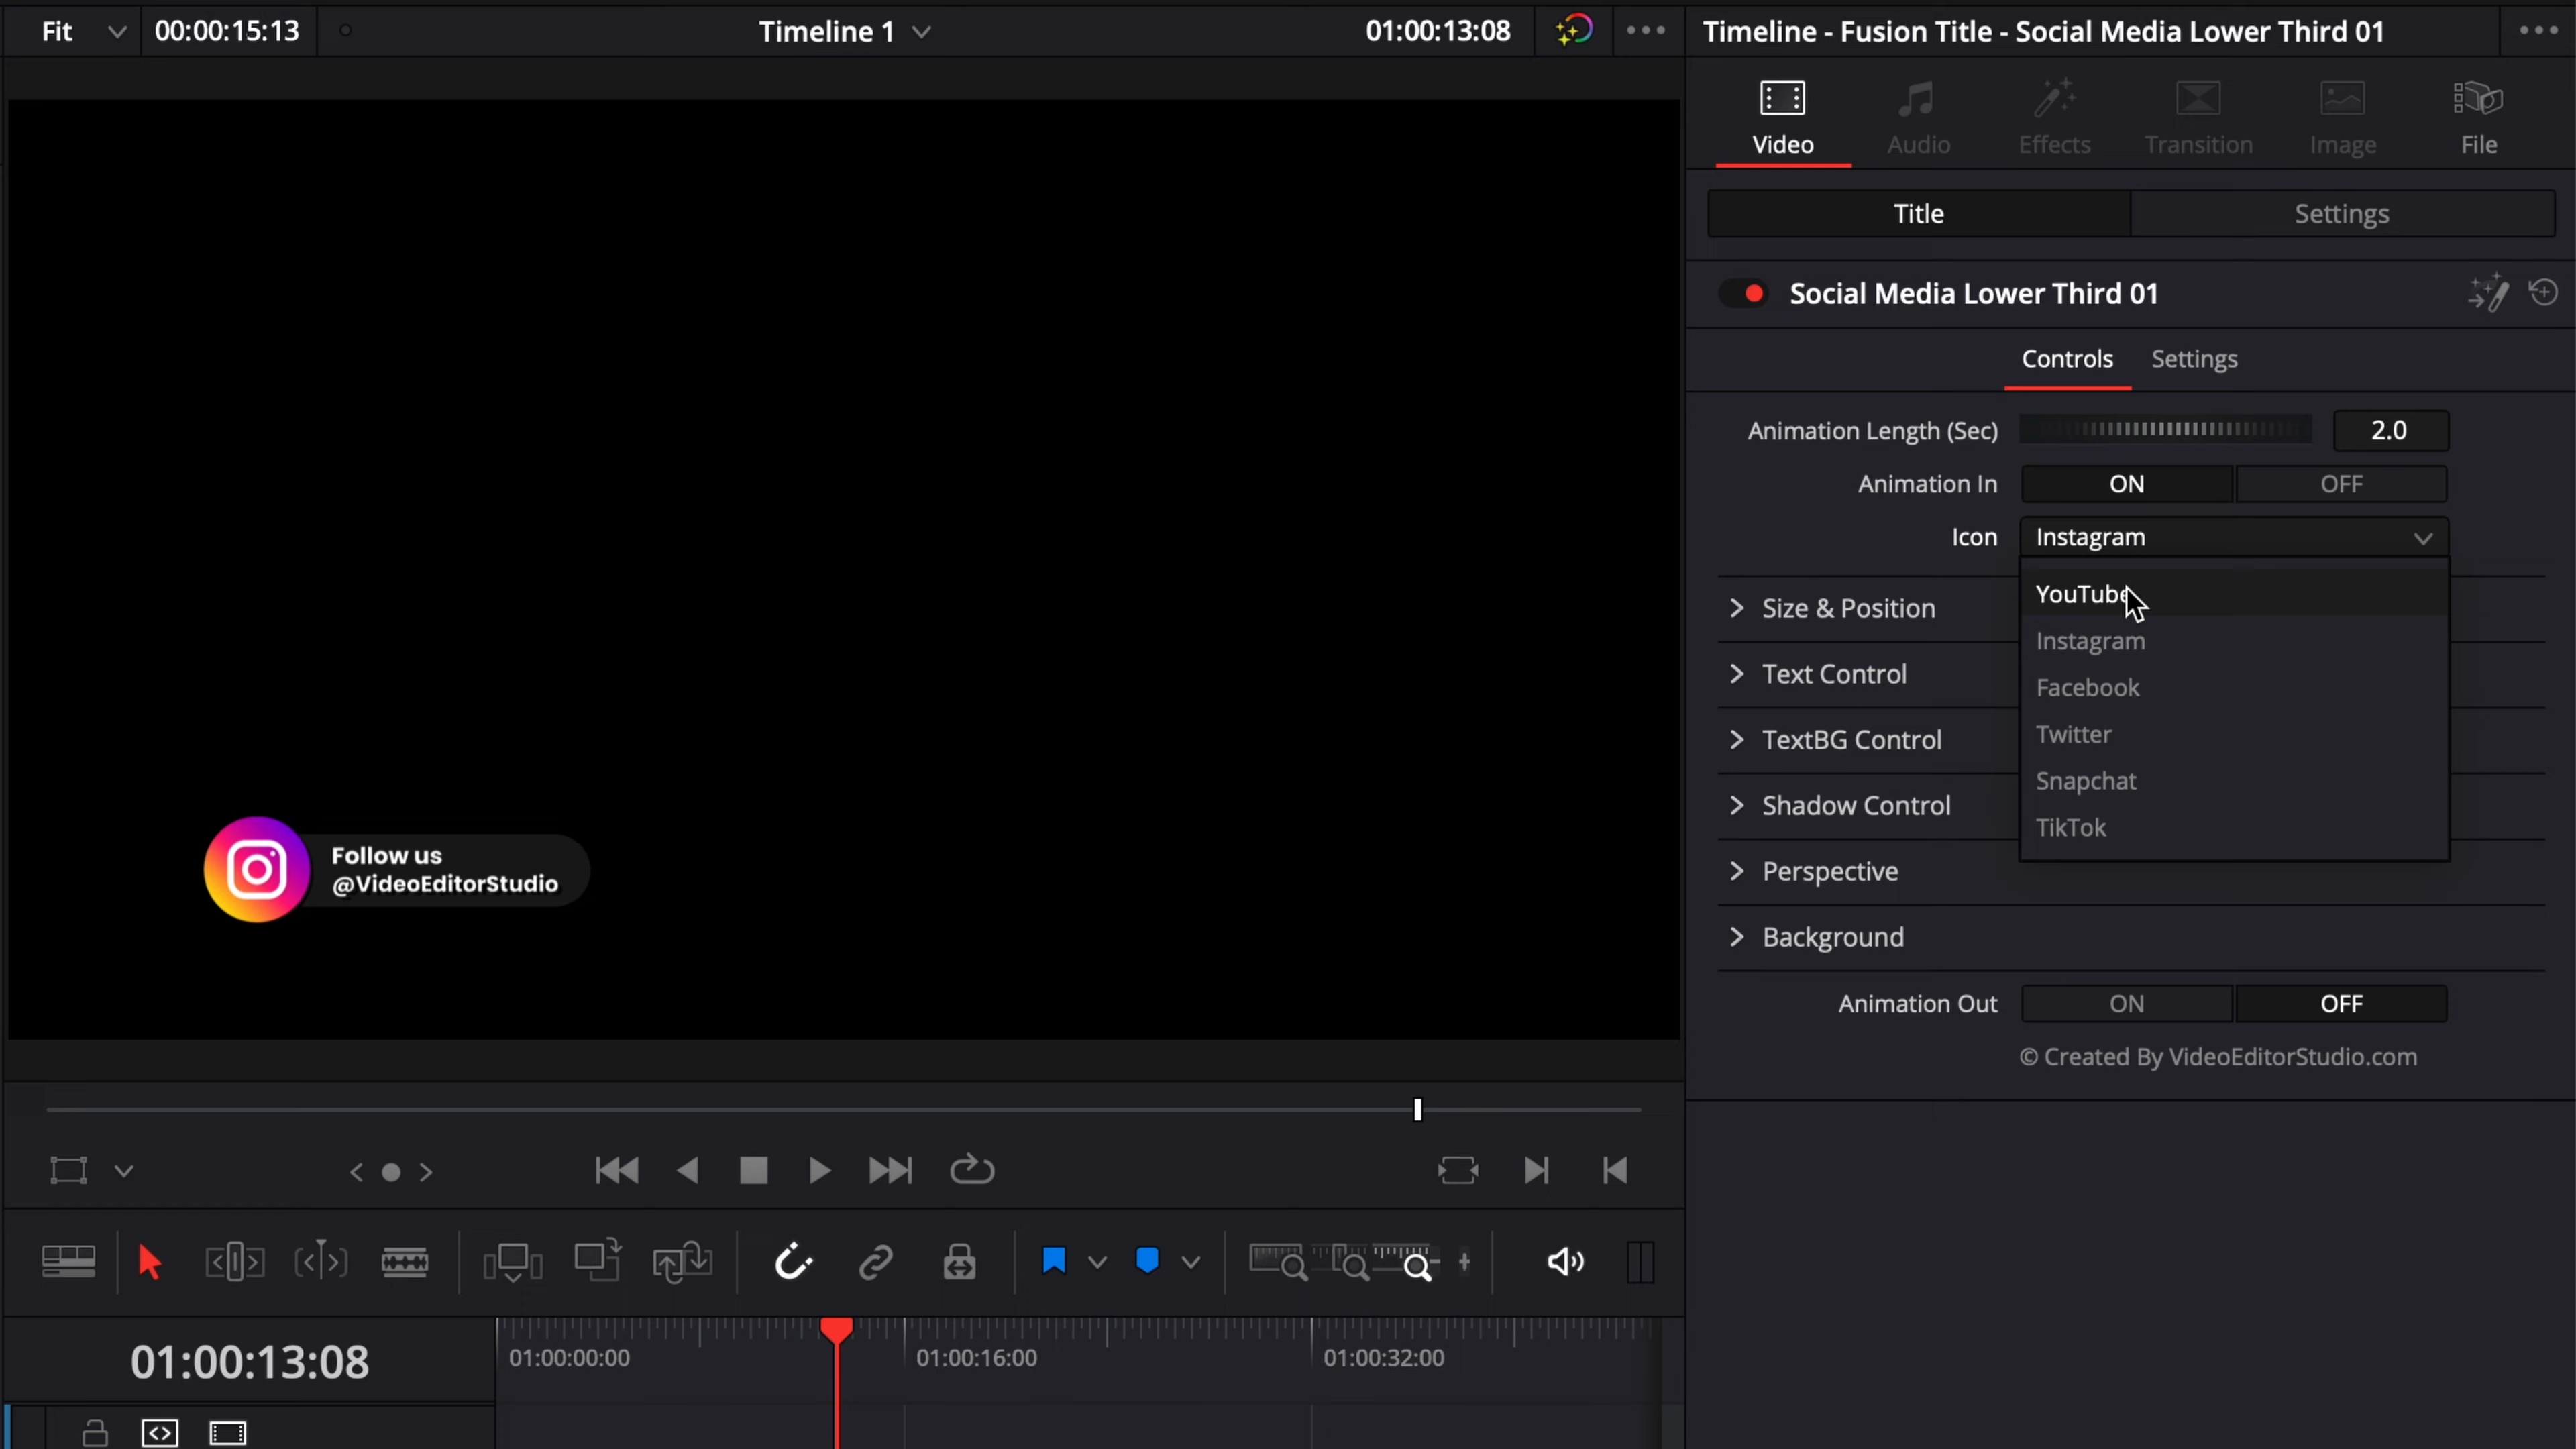 Fit
00:00:15:13
Timeline 1
01:00:13:08
Timeline - Fusion Title - Social Media Lower Third 01
Video
Audio
Effects
Transition
Image
File
Title
Settings
Social Media Lower Third 01
Controls
Settings
Animation Length (Sec)
2.0
Animation In
ON
OFF
Icon
Instagram
YouTube
Instagram
Facebook
Twitter
Snapchat
TikTok
Size & Position
Text Control
TextBG Control
Shadow Control
Perspective
Background
Animation Out
ON
OFF
© Created By VideoEditorStudio.com
Follow us
@VideoEditorStudio
01:00:13:08
01:00:00:00
01:00:16:00
01:00:32:00